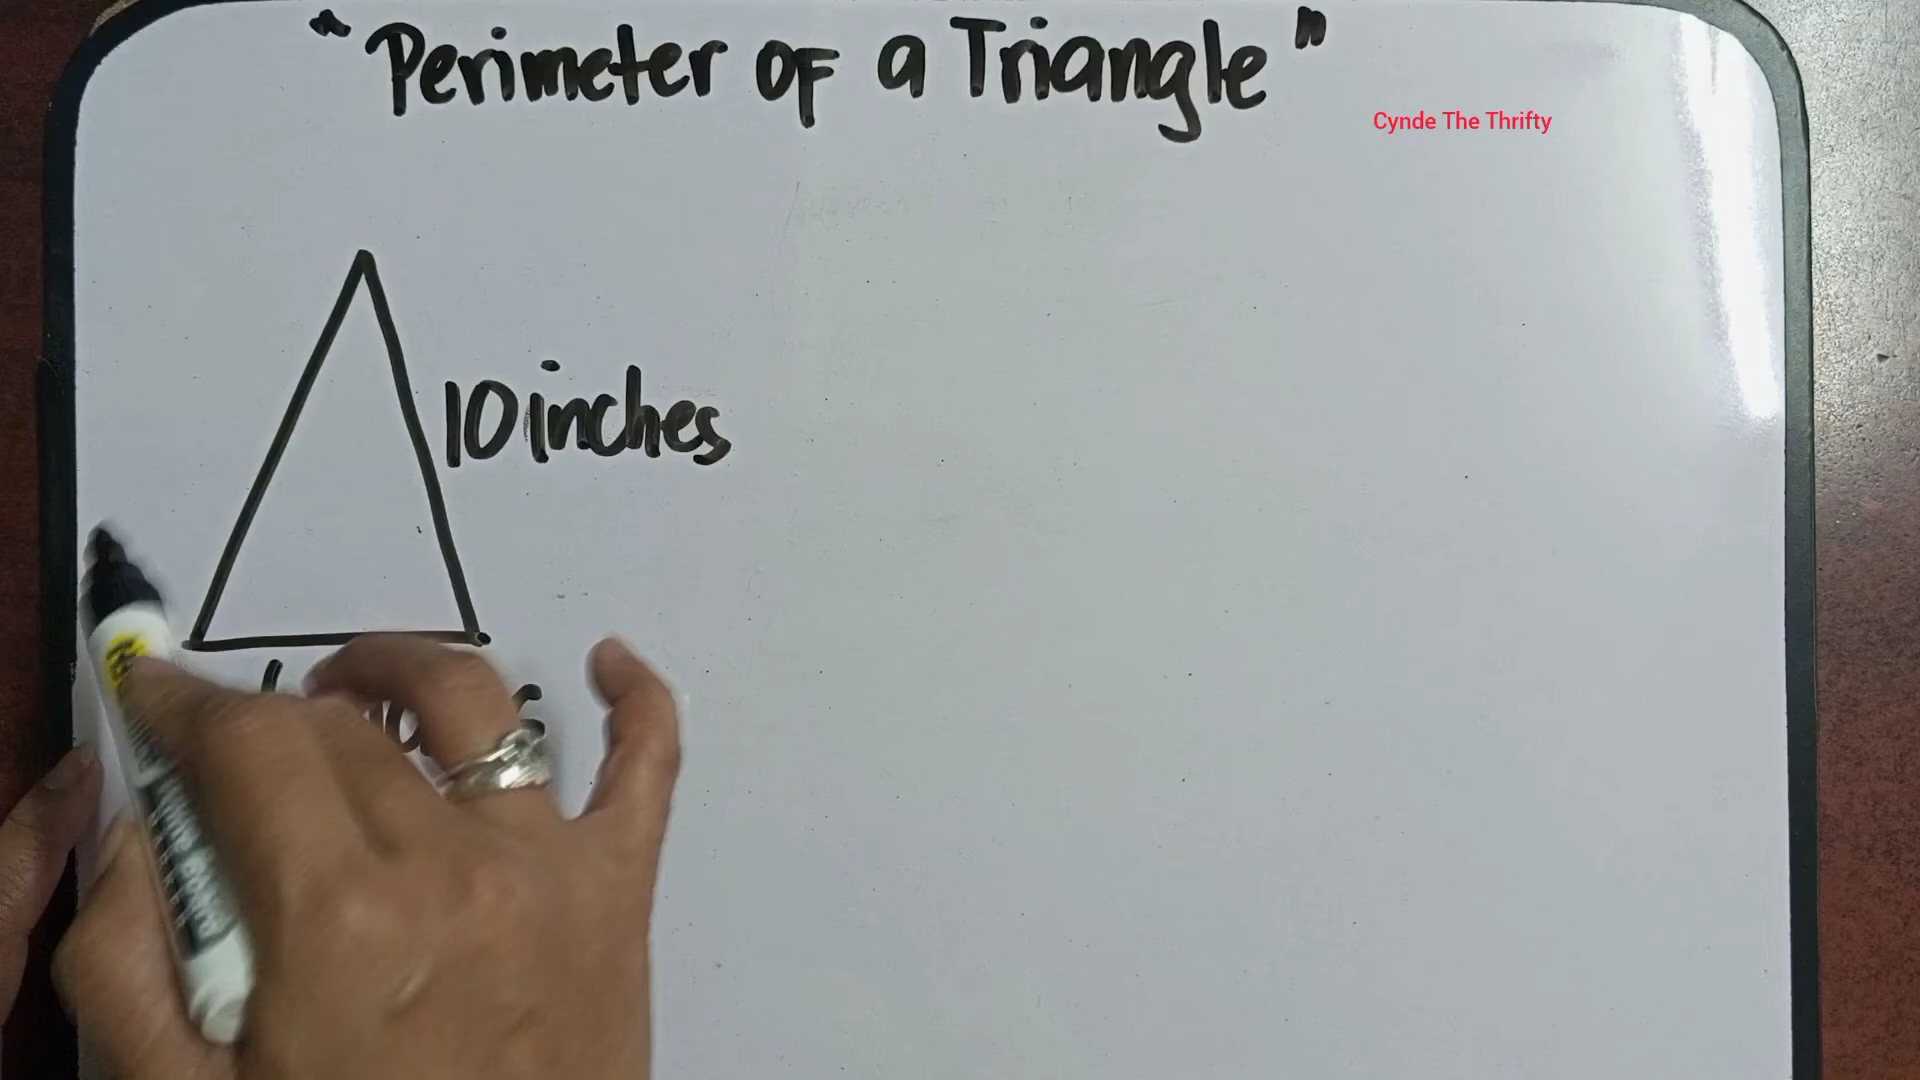 "Perimeter OF a Triangle"
Cynde The Thrifty
10 inches